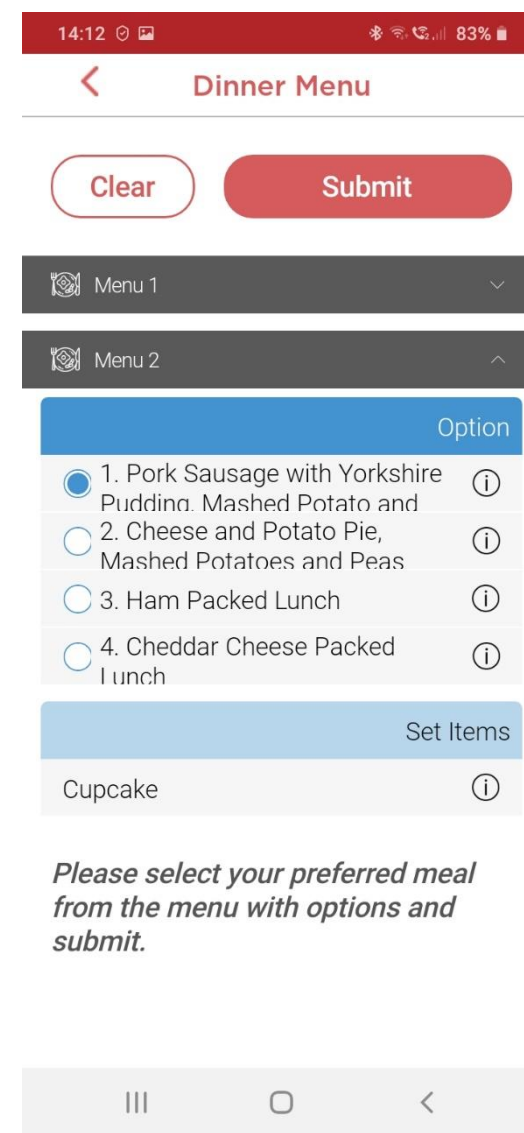 14:12 83%
Dinner Menu
Clear Submit
Menu 1
Menu 2
Option
1. Pork Sausage with Yorkshire
Pudding, Mashed Potato and
2. Cheese and Potato Pie,
Mashed Potatoes and Peas
3. Ham Packed Lunch
4. Cheddar Cheese Packed
Lunch
Set Items
Cupcake
Please select your preferred meal
from the menu with options and
submit.